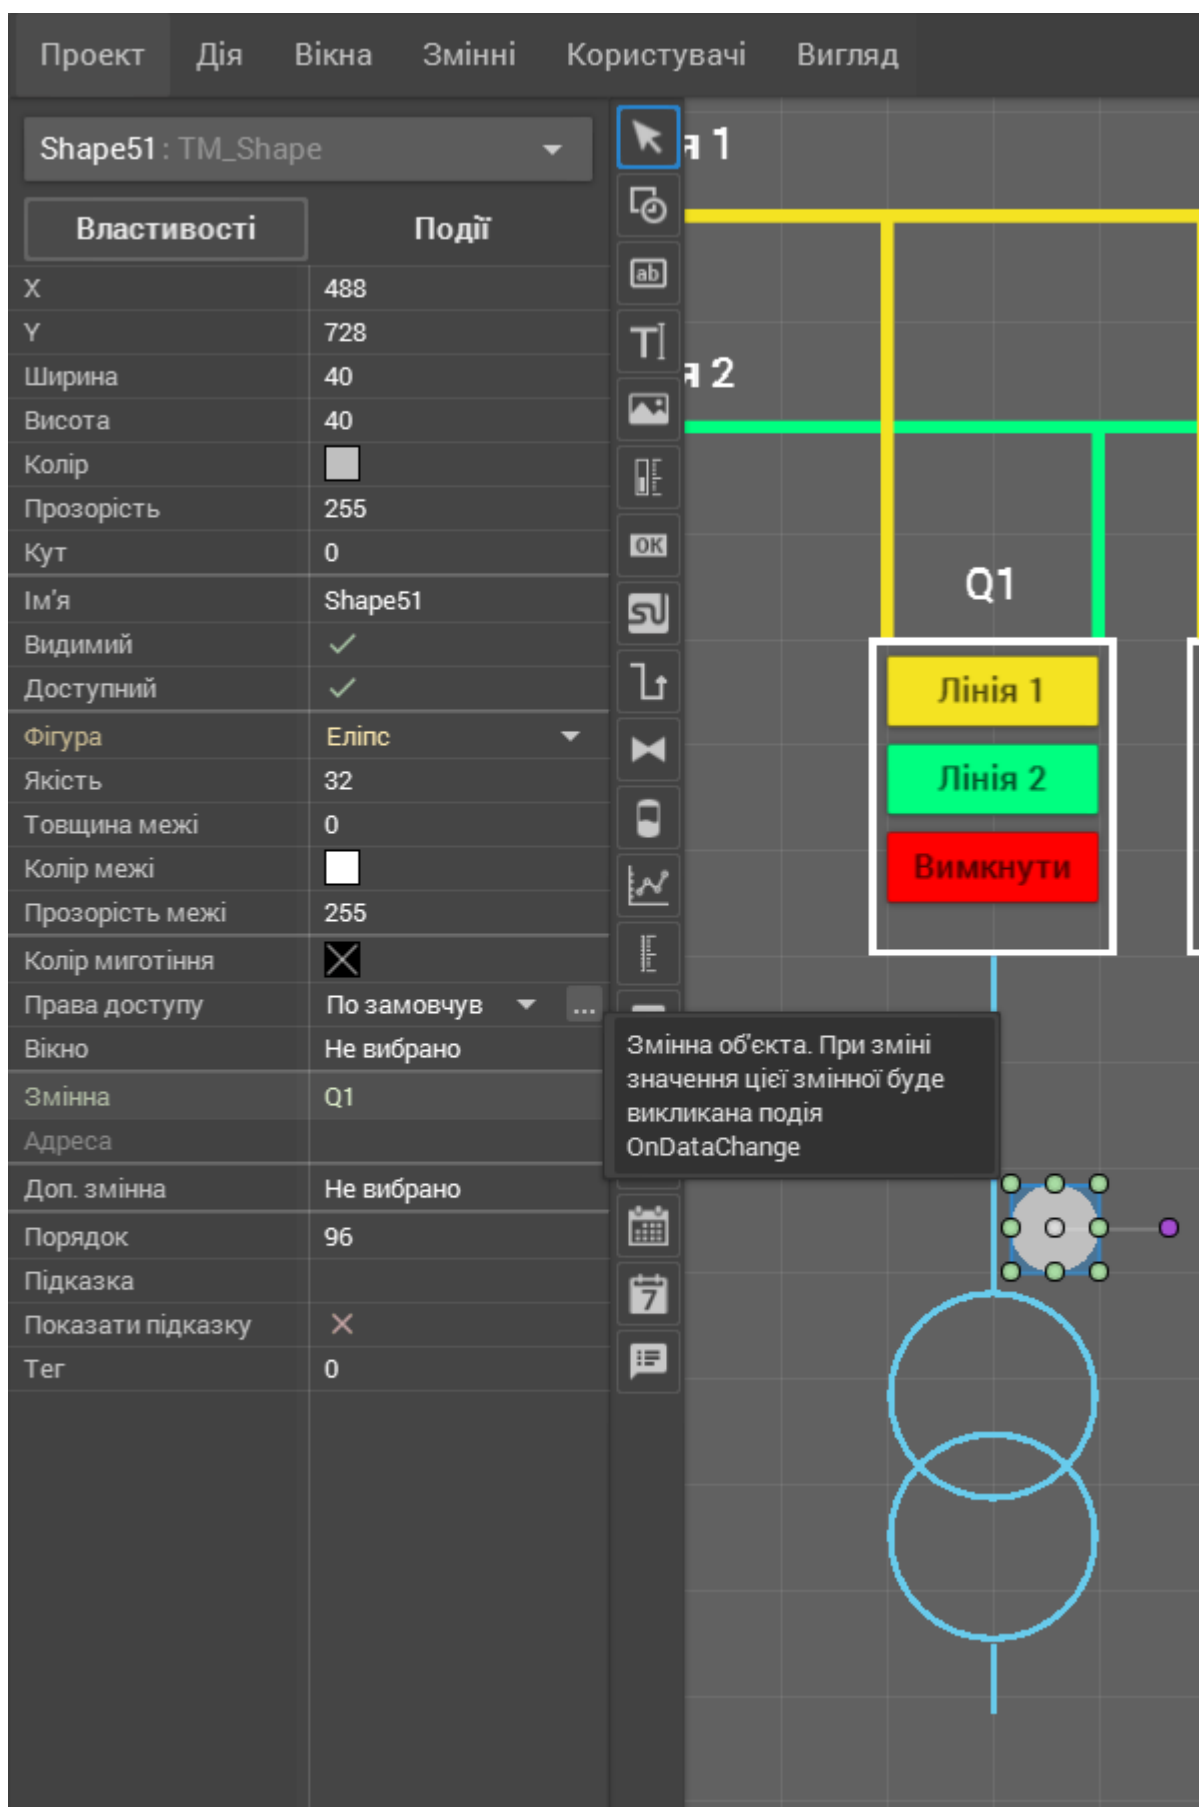 Проект Дія Вікна Змінні Користувачі Вигляд
Shape51 : TM_Shape
Властивості Події
X 488
Y 728
Ширина 40
Висота 40
Колір
Прозорість 255
Кут 0
Ім'я Shape51
Видимий
Доступний
Фігура Еліпс
Якість 32
Товщина межі 0
Колір межі
Прозорість межі 255
Колір миготіння
Права доступу По замовчув ...
Вікно Не вибрано
Змінна Q1
Адреса
Доп. змінна Не вибрано
Порядок 96
Підказка
Показати підказку
Тег 0
ab
T
OK
7
Змінна об'єкта. При зміні
значення цієї змінної буде
викликана подія
OnDataChange
я 1
я 2
Q1
Лінія 1
Лінія 2
Вимкнути